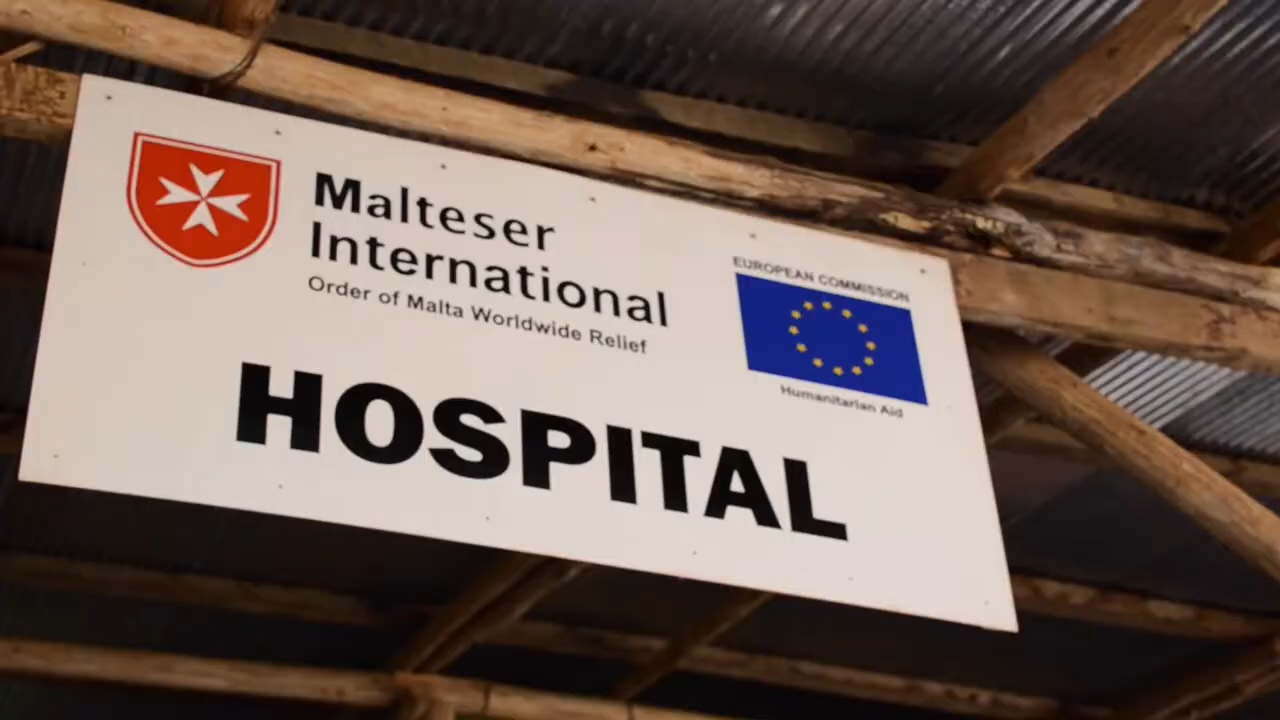 Malteser
International
Order of Malta Worldwide Relief
EUROPEAN COMMISSION
Humanitarian Aid
HOSPITAL